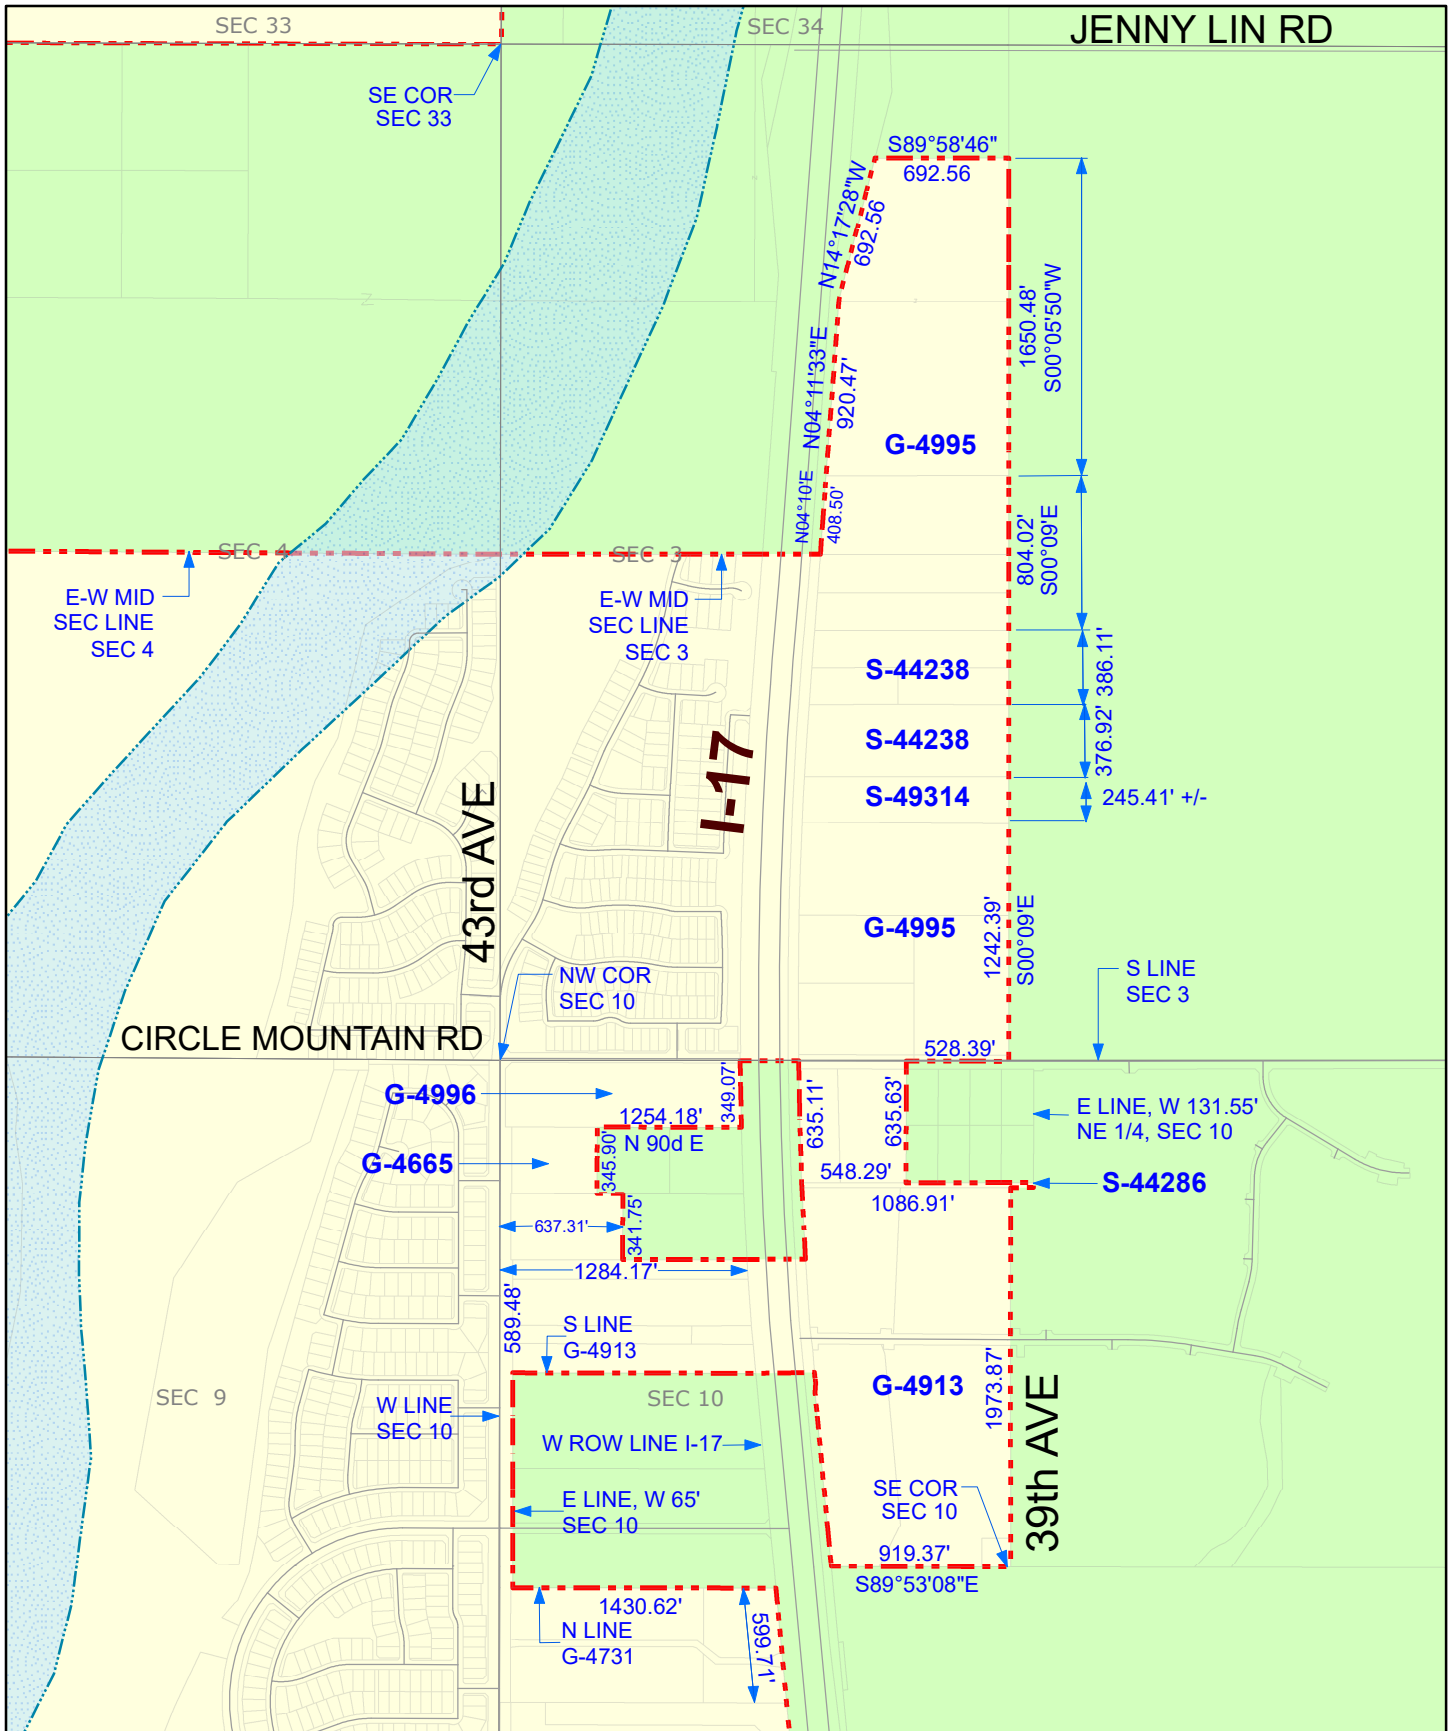 SEC 33
SEC 34
JENNY LIN RD
SE COR
SEC 33
S89°58'46"
692.56
N14°17'28"W
692.56
1650.48'
S00°05'50"W
N04°11'33"E
920.47'
G-4995
N04°10'E
408.50'
804.02'
S00°09'E
SEC 4
SEC 3
E-W MID
SEC LINE
SEC 4
E-W MID
SEC LINE
SEC 3
386.11'
S-44238
376.92'
S-44238
I-17
S-49314
245.41' +/-
43rd AVE
G-4995
1242.39'
S00°09'E
NW COR
SEC 10
S LINE
SEC 3
CIRCLE MOUNTAIN RD
528.39'
G-4996
349.07'
635.11'
635.63'
E LINE, W 131.55'
NE 1/4, SEC 10
1254.18'
N 90d E
G-4665
345.90'
548.29'
S-44286
1086.91'
637.31'
341.75'
1284.17'
589.48'
S LINE
G-4913
SEC 9
W LINE
SEC 10
SEC 10
G-4913
1973.87'
39th AVE
W ROW LINE I-17
E LINE, W 65'
SEC 10
SE COR
SEC 10
919.37'
S89°53'08"E
1430.62'
599.71'
N LINE
G-4731